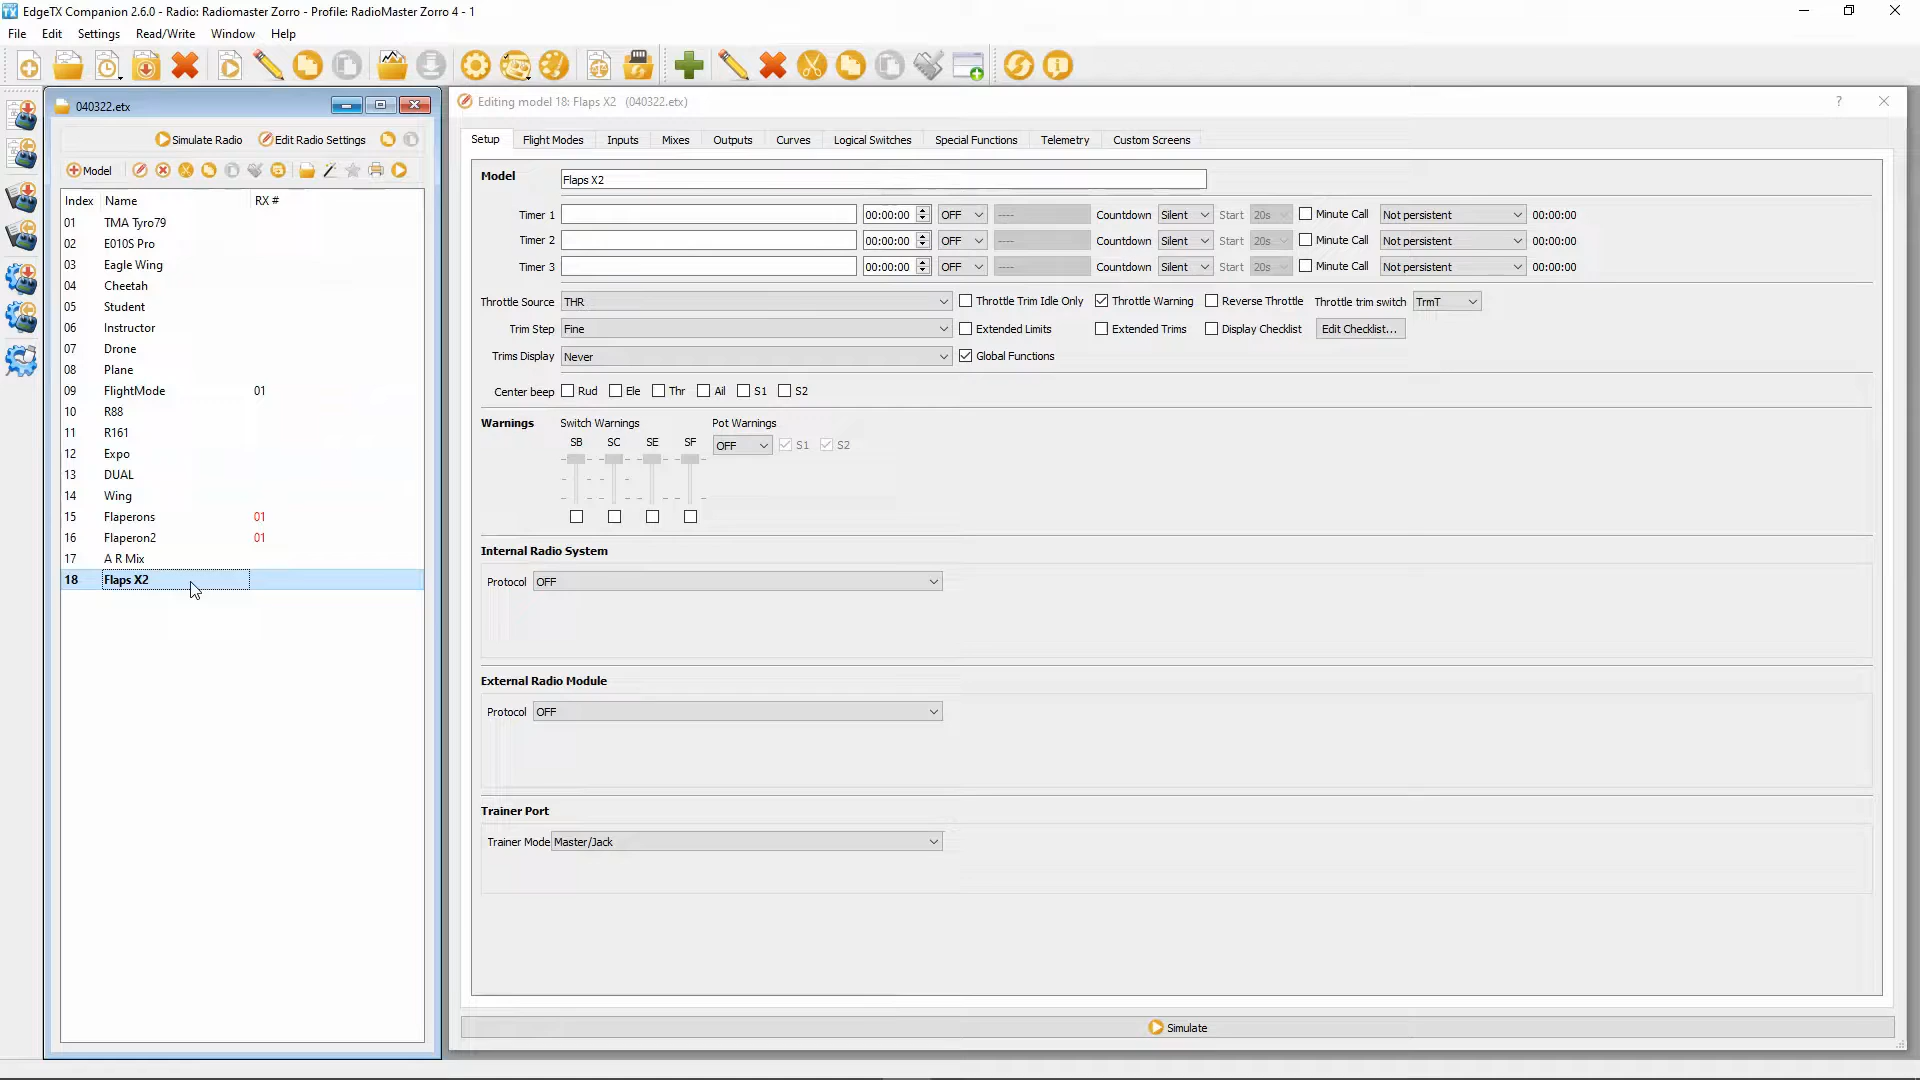 EdgeTX Companion 2.6.0 - Radio: Radiomaster Zorro - Profile: RadioMaster Zorro 4 - 1
File Edit Settings Read/Write Window Help
040322.etx
Simulate Radio Edit Radio Settings
Model
Index Name RX #
01 TMA Tyro79
02 E010S Pro
03 Eagle Wing
04 Cheetah
05 Student
06 Instructor
07 Drone
08 Plane
09 FlightMode 01
10 R88
11 R161
12 Expo
13 DUAL
14 Wing
15 Flaperons 01
16 Flaperon2 01
17 A R Mix
18 Flaps X2
Editing model 18: Flaps X2 (040322.etx)
Setup Flight Modes Inputs Mixes Outputs Curves Logical Switches Special Functions Telemetry Custom Screens
Model Flaps X2
Timer 1 00:00:00 OFF ---- Countdown Silent Start 20s Minute Call Not persistent 00:00:00
Timer 2 00:00:00 OFF ---- Countdown Silent Start 20s Minute Call Not persistent 00:00:00
Timer 3 00:00:00 OFF ---- Countdown Silent Start 20s Minute Call Not persistent 00:00:00
Throttle Source THR Throttle Trim Idle Only Throttle Warning Reverse Throttle Throttle trim switch TrmT
Trim Step Fine Extended Limits Extended Trims Display Checklist Edit Checklist...
Trims Display Never Global Functions
Center beep Rud Ele Thr Ail S1 S2
Warnings Switch Warnings Pot Warnings
SB SC SE SF OFF S1 S2
Internal Radio System
Protocol OFF
External Radio Module
Protocol OFF
Trainer Port
Trainer Mode Master/Jack
Simulate